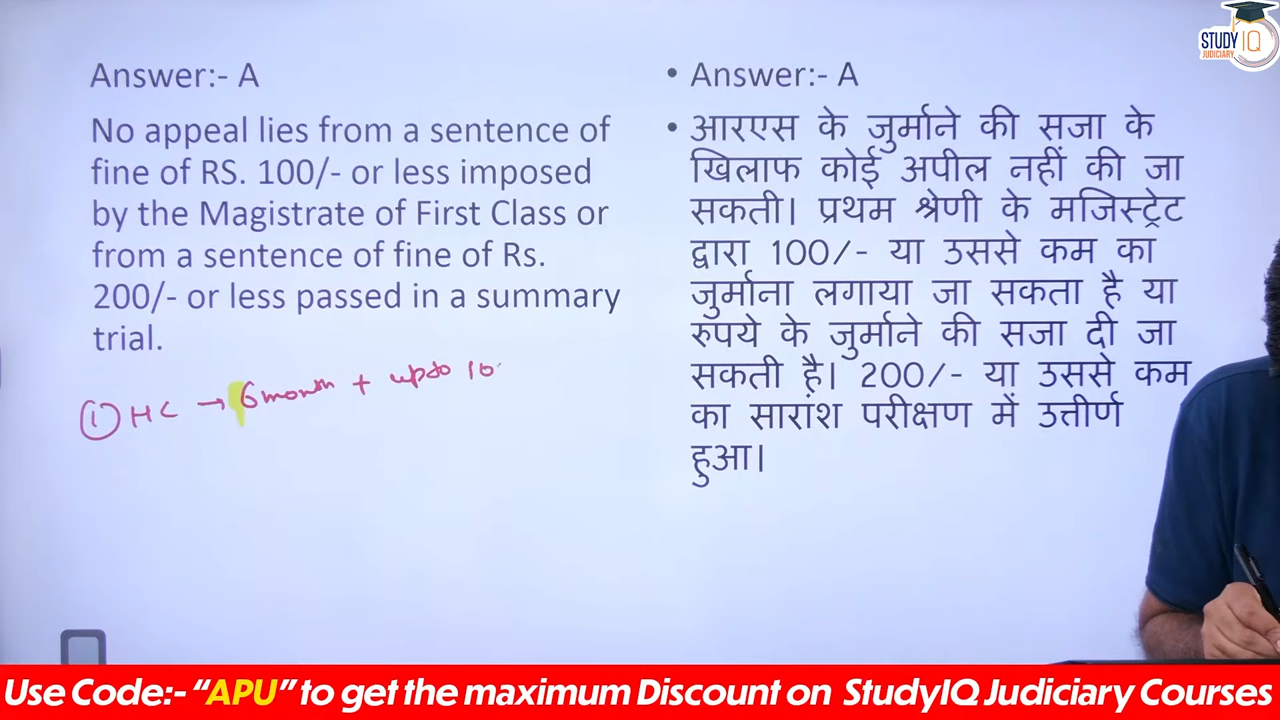 STUDY IQ
JUDICIARY
Answer:- A
No appeal lies from a sentence of
fine of RS. 100/- or less imposed
by the Magistrate of First Class or
from a sentence of fine of Rs.
200/- or less passed in a summary
trial.
① HC → 6 month + upto 10
• Answer:- A
• आरएस के जुर्माने की सजा के
खिलाफ कोई अपील नहीं की जा
सकती। प्रथम श्रेणी के मजिस्ट्रेट
द्वारा 100/- या उससे कम का
जुर्माना लगाया जा सकता है या
रुपये के जुर्माने की सजा दी जा
सकती है। 200/- या उससे कम
का सारांश परीक्षण में उत्तीर्ण
हुआ।
Use Code:- “APU” to get the maximum Discount on StudyIQ Judiciary Courses